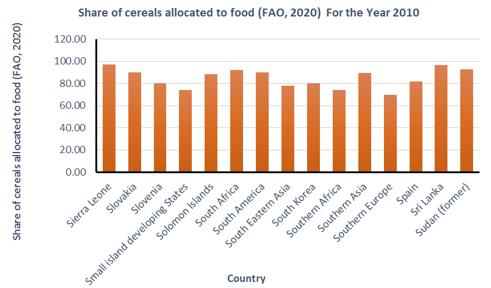 Share of cereals allocated to food (FAO, 2020)  For the Year 2010
Share of cereals allocated to food (FAO, 2020)
120.00
100.00
80.00
60.00
40.00
20.00
0.00
Sierra Leone
Slovakia
Slovenia
Small island developing States
Solomon Islands
South Africa
South America
South Eastern Asia
South Korea
Southern Africa
Southern Asia
Southern Europe
Spain
Sri Lanka
Sudan (former)
Country